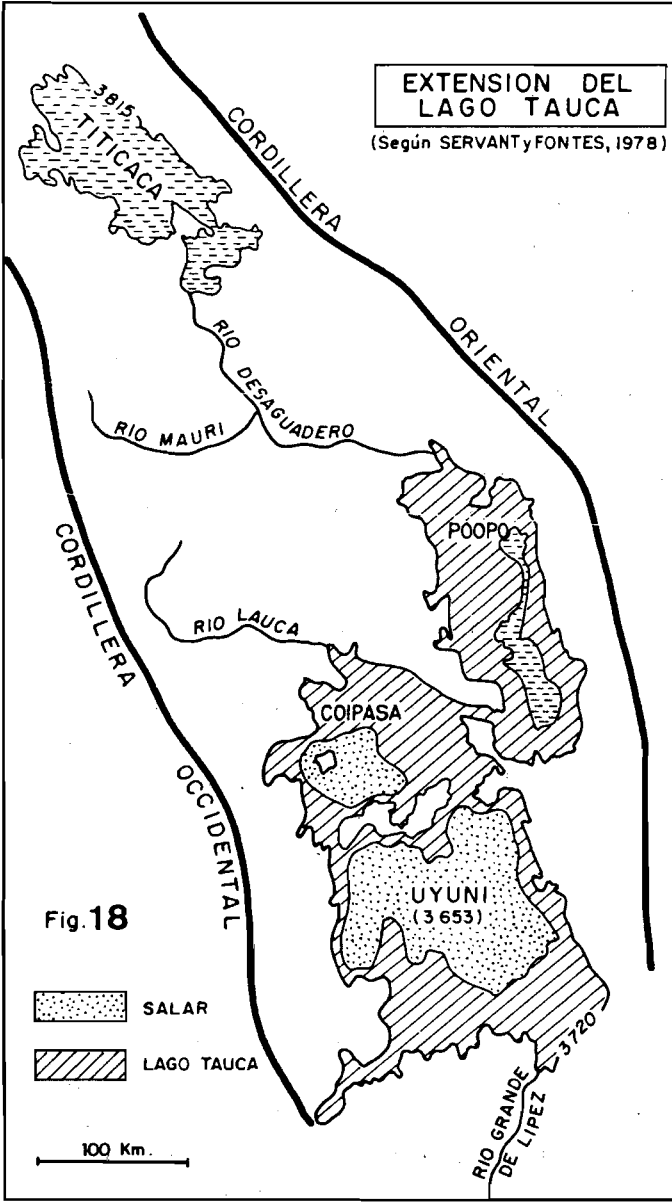 EXTENSION DEL
LAGO TAUCA
(Según SERVANT y FONTES, 1978)
3815
TITICACA
CORDILLERA
ORIENTAL
RIO
DESAGUADERO
RIO MAURI
POOPO
CORDILLERA
OCCIDENTAL
RIO LAUCA
COIPASA
UYUNI
(3653)
Fig. 18
SALAR
LAGO TAUCA
3720
RIO GRANDE
DE LIPEZ
100 Km.